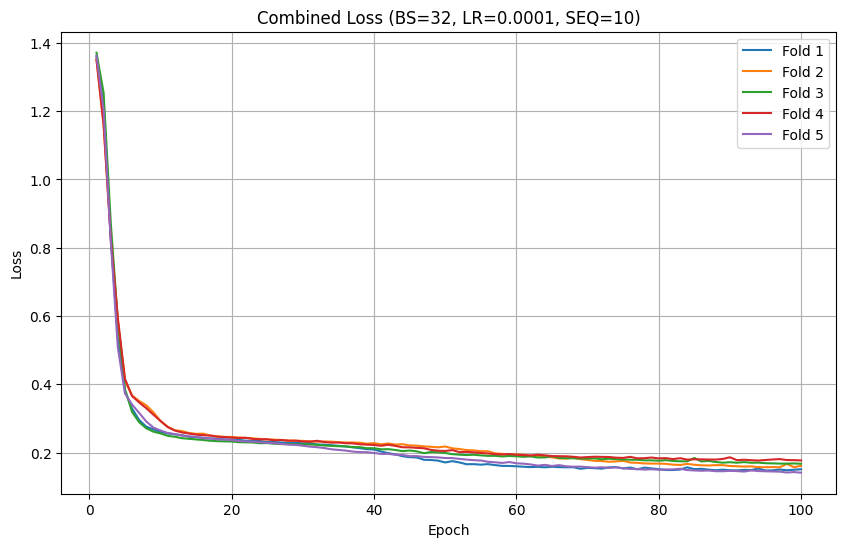 Combined Loss (BS=32, LR=0.0001, SEQ=10)
1.4
1.2
1.0
0.8
0.6
0.4
0.2
Loss
0 20 40 60 80 100
Epoch
Fold 1
Fold 2
Fold 3
Fold 4
Fold 5